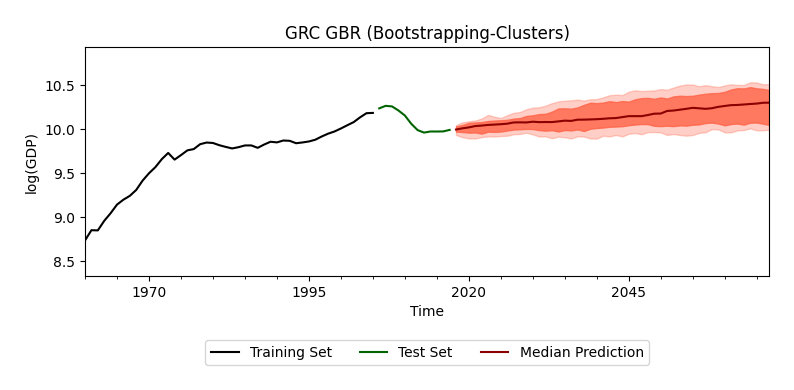 GRC GBR (Bootstrapping-Clusters)
10.5
10.0
9.5
9.0
8.5
log(GDP)
1970 1995 2020 2045
Time
Training Set Test Set Median Prediction